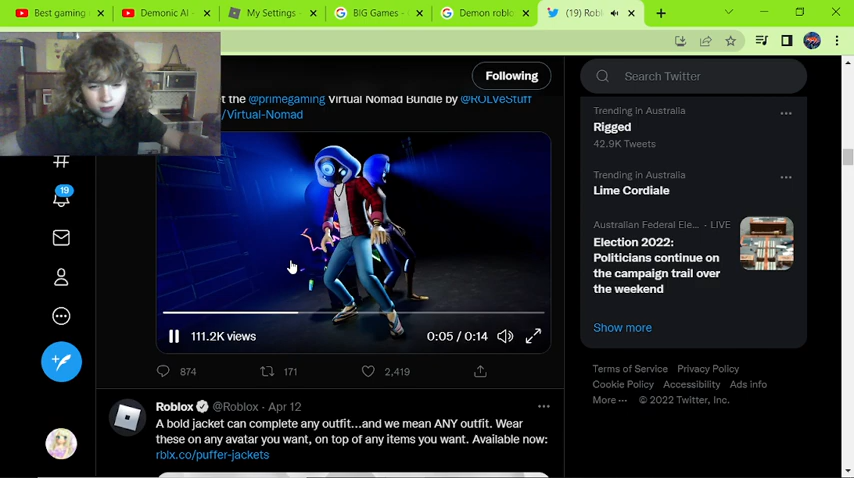 Best gaming
Demonic AI -
My Settings -
BIG Games -
Demon roblo
(19) Robl
Following
Search Twitter
et the @primegaming Virtual Nomad Bundle by @ROLVeStuff
/Virtual-Nomad
Trending in Australia
Rigged
42.9K Tweets
Trending in Australia
Lime Cordiale
19
Australian Federal Ele... - LIVE
Election 2022:
Politicians continue on
the campaign trail over
the weekend
Show more
111.2K views
0:05 / 0:14
874
171
2,419
Terms of Service Privacy Policy
Cookie Policy Accessibility Ads info
More ··· © 2022 Twitter, Inc.
Roblox @Roblox · Apr 12
A bold jacket can complete any outfit...and we mean ANY outfit. Wear
these on any avatar you want, on top of any items you want. Available now:
rblx.co/puffer-jackets